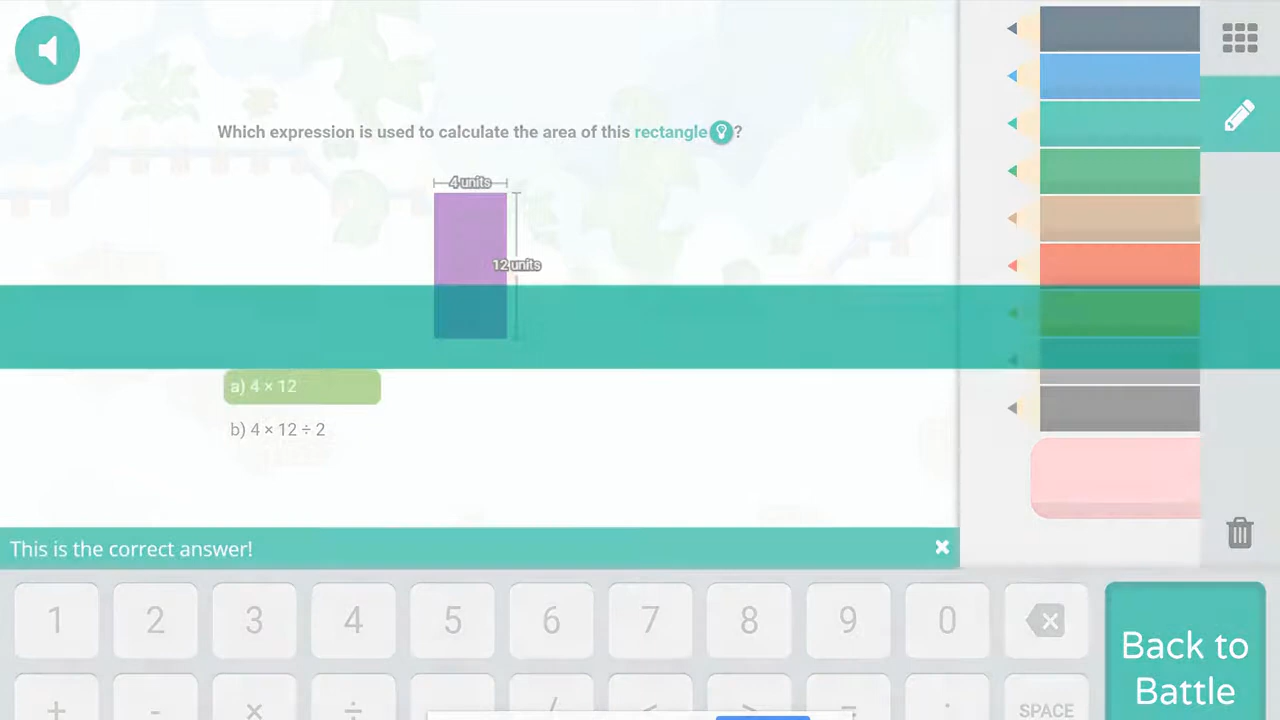 Which expression is used to calculate the area of this rectangle ?
4 units
12 units
a) 4 × 12
b) 4 × 12 ÷ 2
This is the correct answer!
1 2 3 4 5 6 7 8 9 0
Back to
Battle
+ - × ÷ / < > = . SPACE